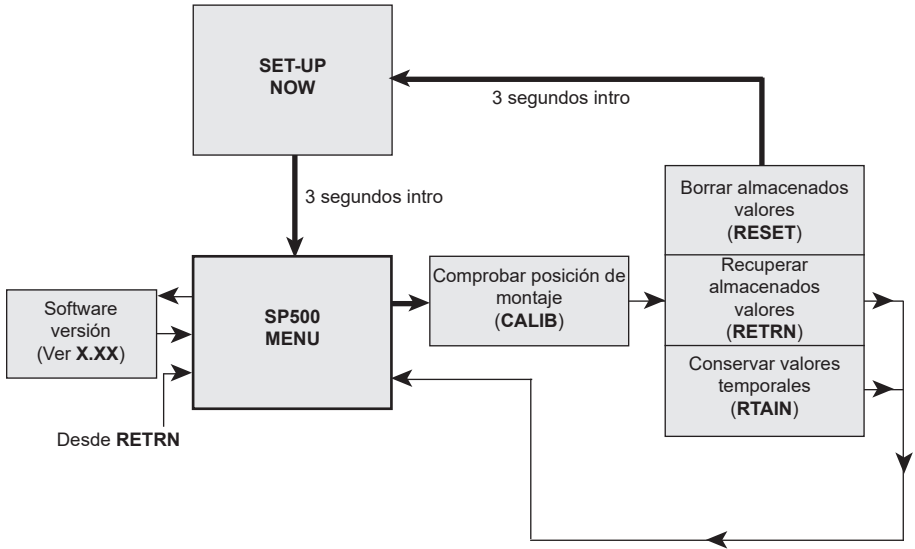 SET-UP
NOW
3 segundos intro
3 segundos intro
Borrar almacenados
valores
(RESET)
Recuperar
almacenados
valores
(RETRN)
Conservar valores
temporales
(RTAIN)
Comprobar posición de
montaje
(CALIB)
SP500
MENU
Software
versión
(Ver X.XX)
Desde RETRN